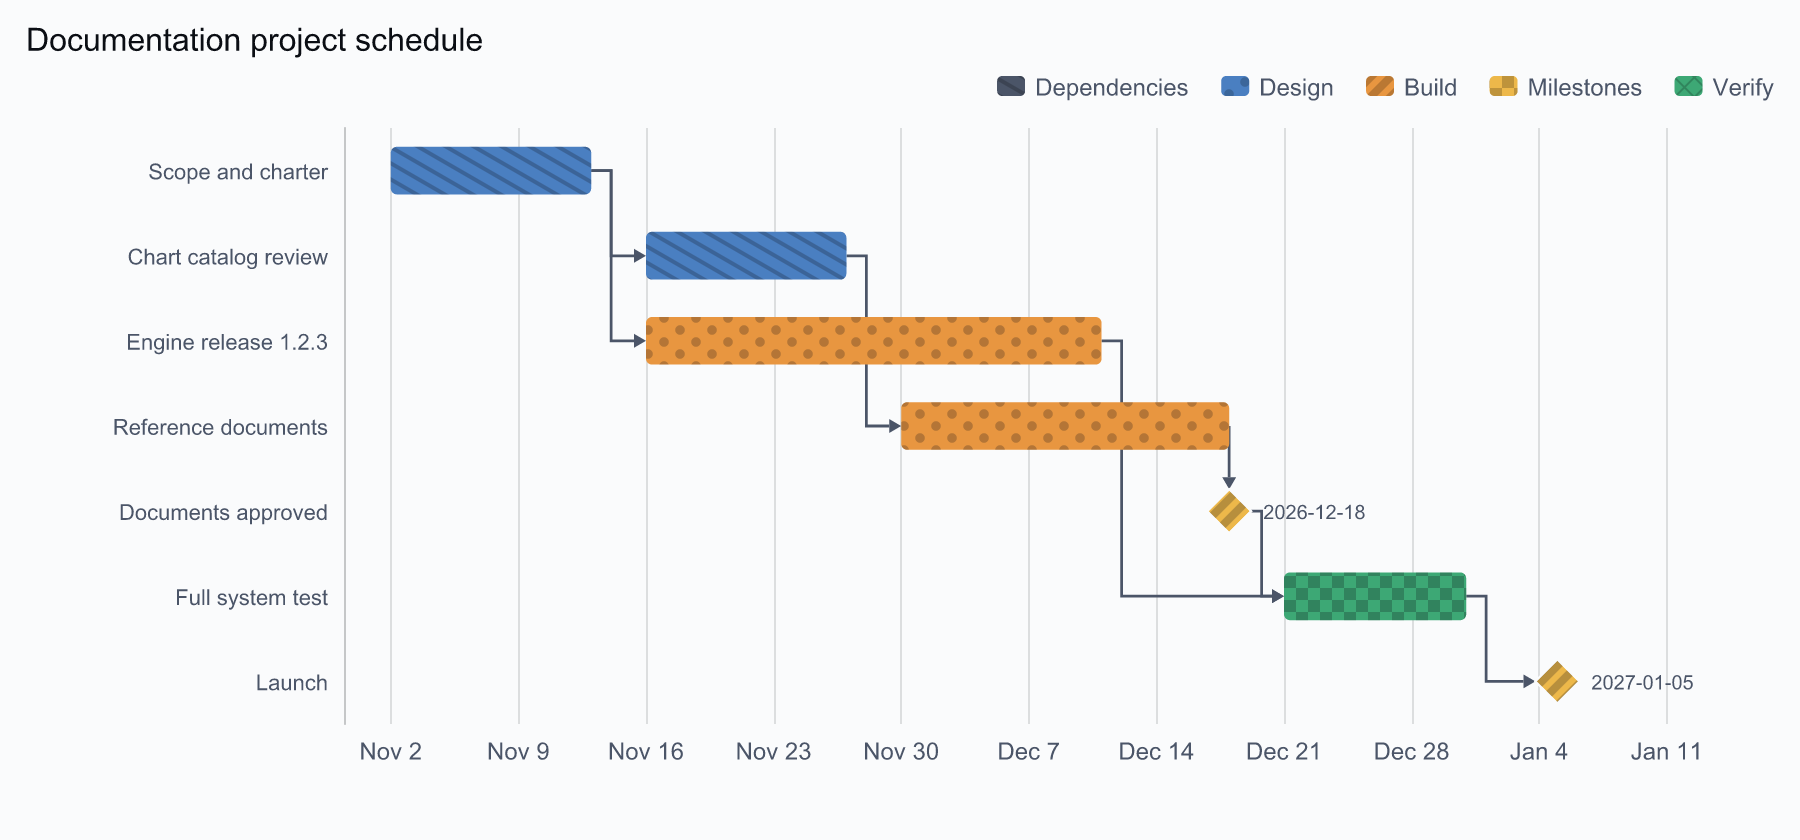 Documentation project schedule
Dependencies Design Build Milestones Verify
Scope and charter
Chart catalog review
Engine release 1.2.3
Reference documents
Documents approved 2026-12-18
Full system test
Launch 2027-01-05
Nov 2 Nov 9 Nov 16 Nov 23 Nov 30 Dec 7 Dec 14 Dec 21 Dec 28 Jan 4 Jan 11